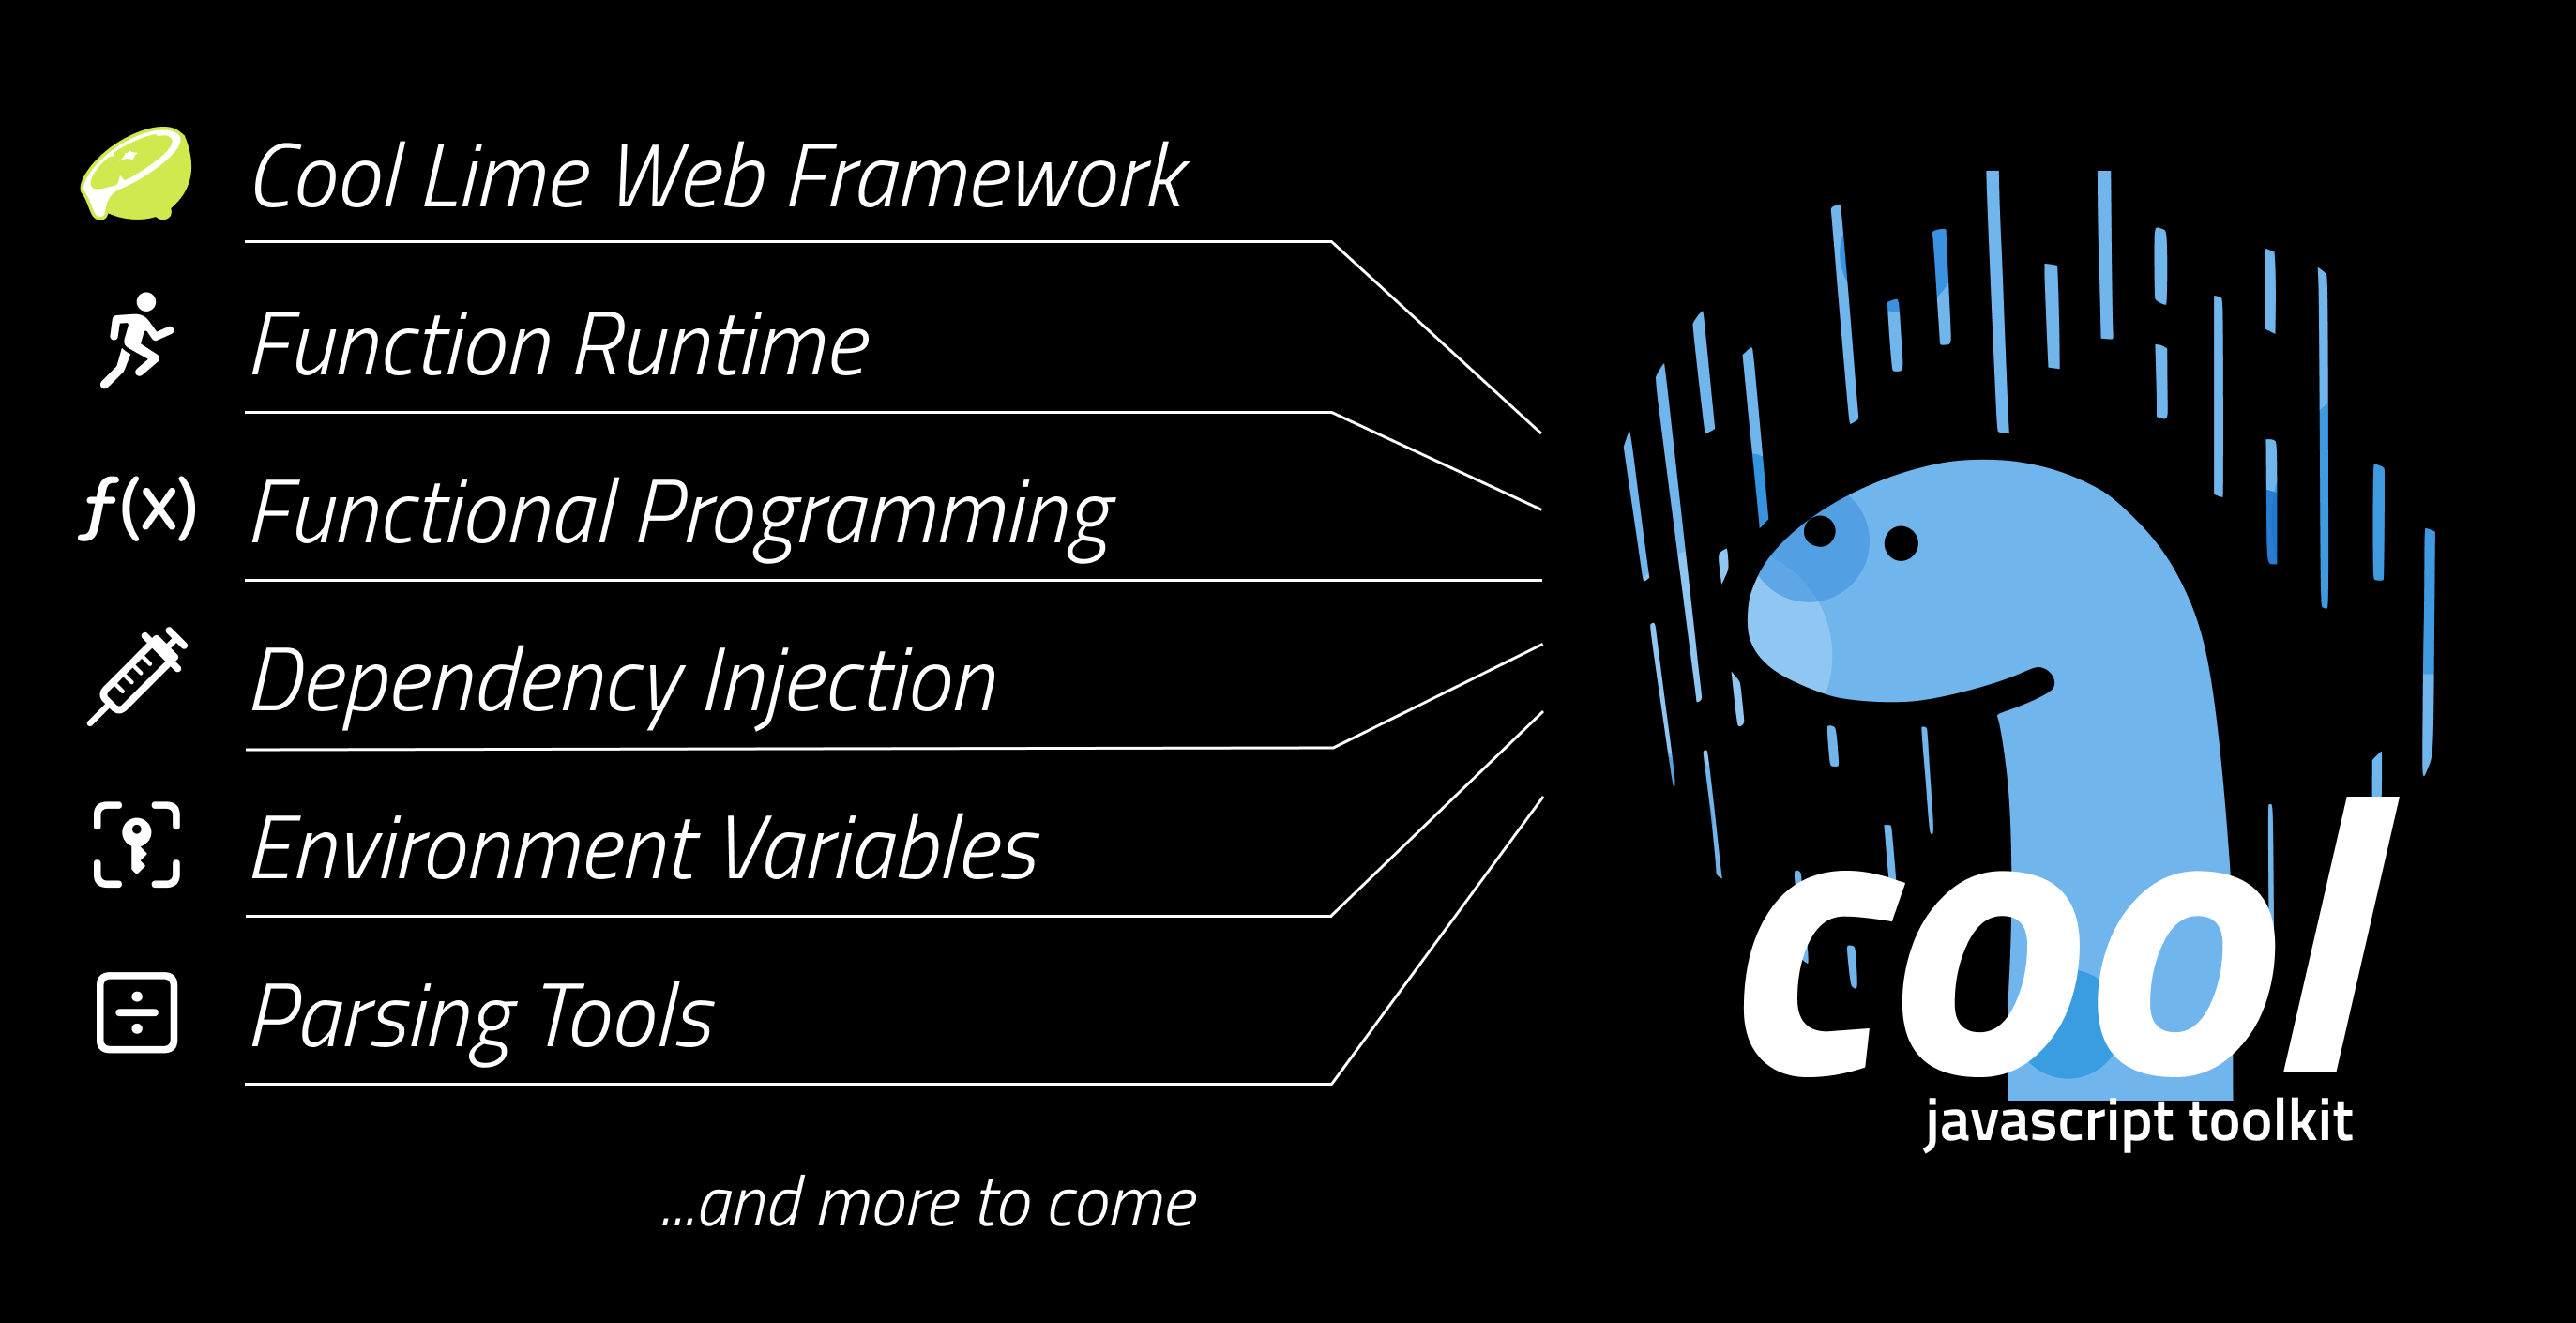 Cool Lime Web Framework
Function Runtime
f(x) Functional Programming
Dependency Injection
Environment Variables
Parsing Tools
...and more to come
cool
javascript toolkit